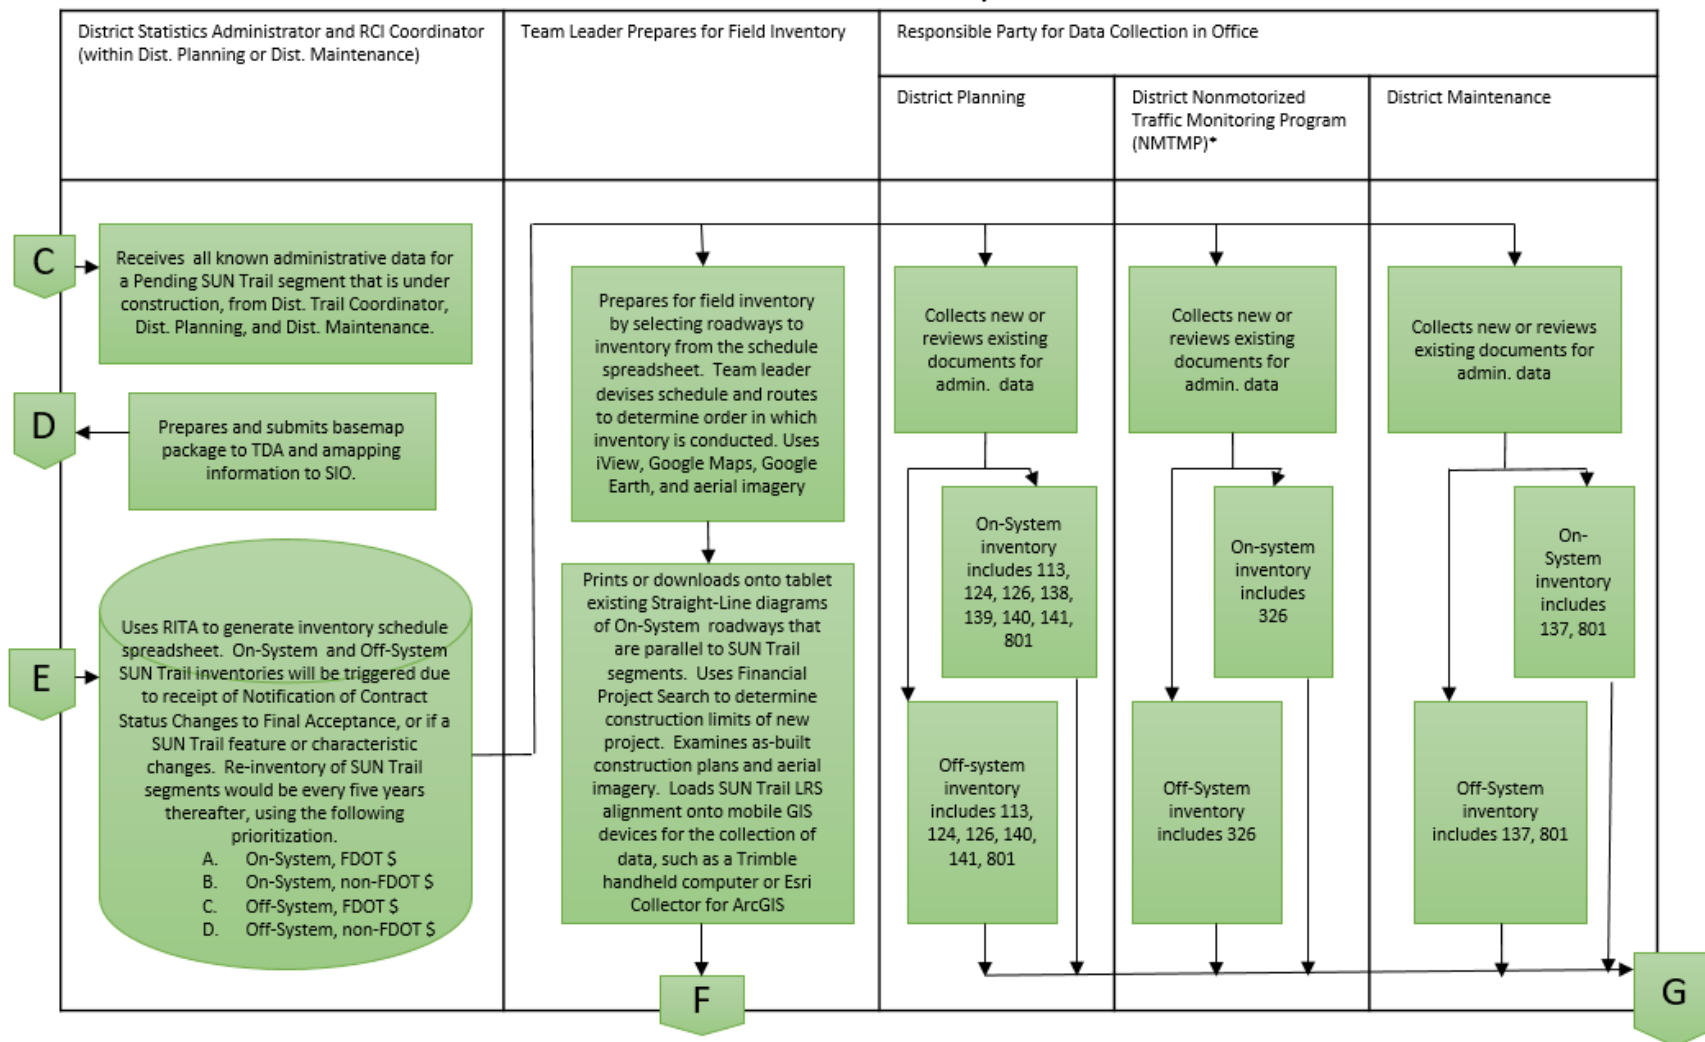 District Statistics Administrator and RCI Coordinator
(within Dist. Planning or Dist. Maintenance)
Team Leader Prepares for Field Inventory
Responsible Party for Data Collection in Office
District Planning
District Nonmotorized
Traffic Monitoring Program
(NMTMP)*
District Maintenance
C
Receives all known administrative data for
a Pending SUN Trail segment that is under
construction, from Dist. Trail Coordinator,
Dist. Planning, and Dist. Maintenance.
D
Prepares and submits basemap
package to TDA and amapping
information to SIO.
E
Uses RITA to generate inventory schedule
spreadsheet. On-System and Off-System
SUN Trail inventories will be triggered due
to receipt of Notification of Contract
Status Changes to Final Acceptance, or if a
SUN Trail feature or characteristic
changes. Re-inventory of SUN Trail
segments would be every five years
thereafter, using the following
prioritization.
A. On-System, FDOT $
B. On-System, non-FDOT $
C. Off-System, FDOT $
D. Off-System, non-FDOT $
Prepares for field inventory
by selecting roadways to
inventory from the schedule
spreadsheet. Team leader
devises schedule and routes
to determine order in which
inventory is conducted. Uses
iView, Google Maps, Google
Earth, and aerial imagery
Prints or downloads onto tablet
existing Straight-Line diagrams
of On-System roadways that
are parallel to SUN Trail
segments. Uses Financial
Project Search to determine
construction limits of new
project. Examines as-built
construction plans and aerial
imagery. Loads SUN Trail LRS
alignment onto mobile GIS
devices for the collection of
data, such as a Trimble
handheld computer or Esri
Collector for ArcGIS
F
Collects new or
reviews existing
documents for
admin. data
On-System
inventory
includes 113,
124, 126, 138,
139, 140, 141,
801
Off-system
inventory
includes 113,
124, 126, 140,
141, 801
Collects new or
reviews existing
documents for
admin. data
On-system
inventory
includes
326
Off-System
inventory
includes 326
Collects new or reviews
existing documents for
admin. data
On-
System
inventory
includes
137, 801
Off-System
inventory
includes 137, 801
G